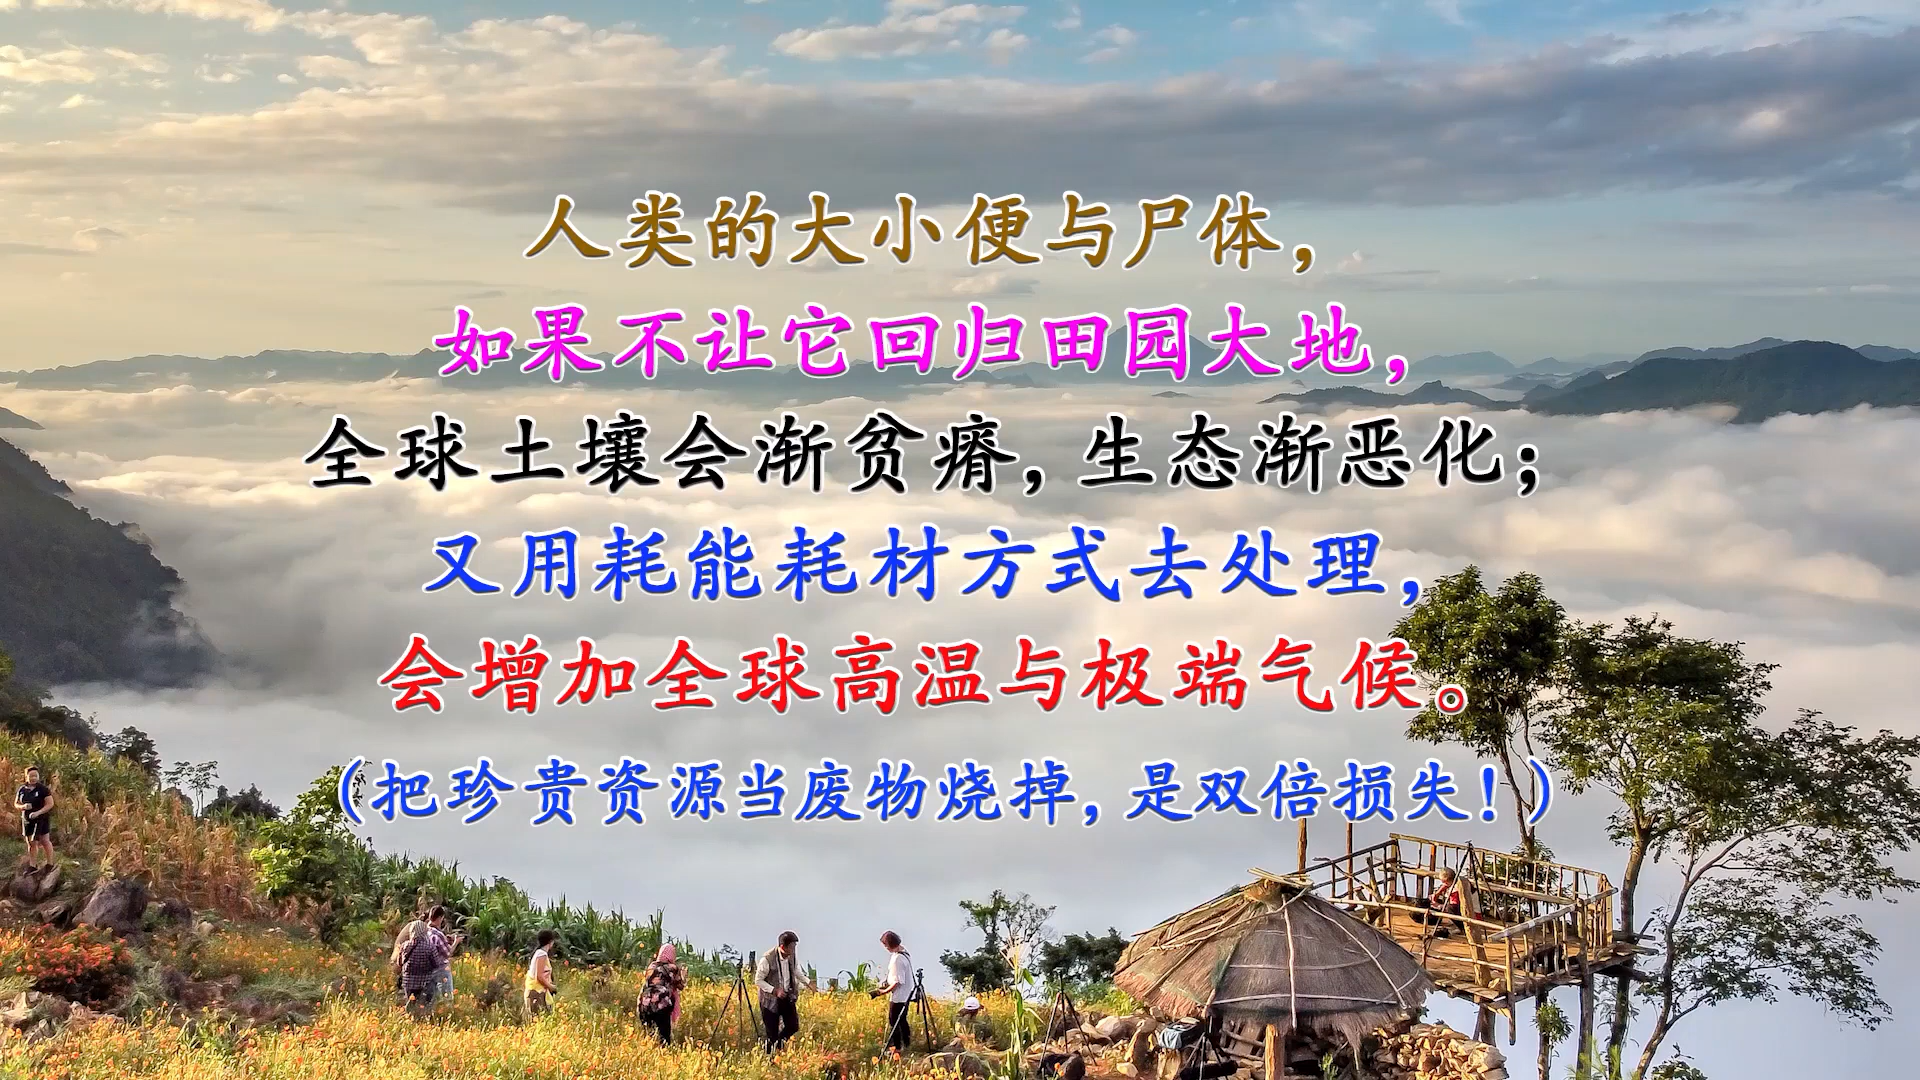 人类的大小便与尸体，
如果不让它回归田园大地，
全球土壤会渐贫瘠，生态渐恶化；
又用耗能耗材方式去处理，
会增加全球高温与极端气候。
（把珍贵资源当废物烧掉，是双倍损失！）